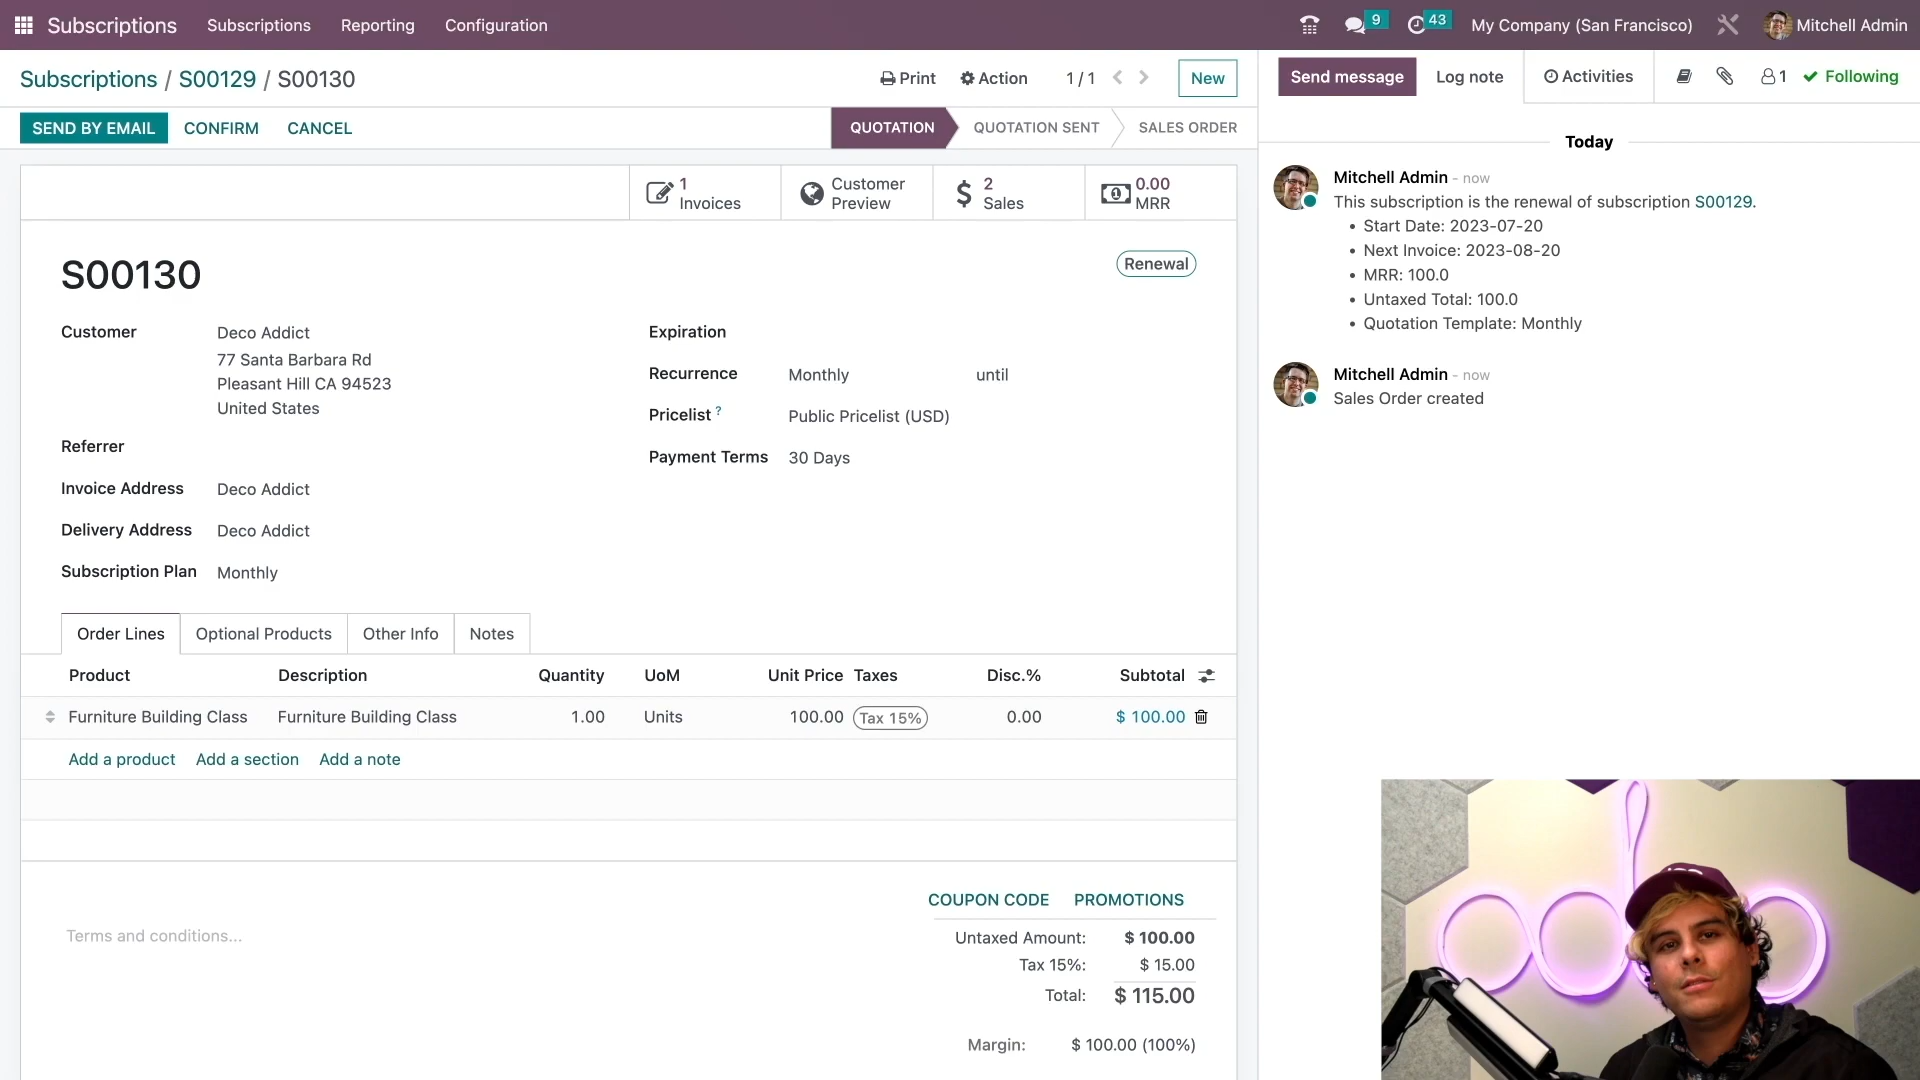 Subscriptions Subscriptions Reporting Configuration 9 43 My Company (San Francisco) Mitchell Admin
Subscriptions / S00129 / S00130 Print Action 1 / 1 New
Send message Log note Activities 1 Following
SEND BY EMAIL CONFIRM CANCEL QUOTATION QUOTATION SENT SALES ORDER
1
Invoices
Customer
Preview
2
Sales
0.00
MRR
S00130
Renewal
Customer Deco Addict
77 Santa Barbara Rd
Pleasant Hill CA 94523
United States
Referrer
Invoice Address Deco Addict
Delivery Address Deco Addict
Subscription Plan Monthly
Expiration
Recurrence Monthly until
Pricelist ? Public Pricelist (USD)
Payment Terms 30 Days
Order Lines Optional Products Other Info Notes
Product Description Quantity UoM Unit Price Taxes Disc.% Subtotal
Furniture Building Class Furniture Building Class 1.00 Units 100.00 Tax 15% 0.00 $ 100.00
Add a product Add a section Add a note
COUPON CODE PROMOTIONS
Terms and conditions...
Untaxed Amount: $ 100.00
Tax 15%: $ 15.00
Total: $ 115.00
Margin: $ 100.00 (100%)
Today
Mitchell Admin - now
This subscription is the renewal of subscription S00129.
• Start Date: 2023-07-20
• Next Invoice: 2023-08-20
• MRR: 100.0
• Untaxed Total: 100.0
• Quotation Template: Monthly
Mitchell Admin - now
Sales Order created